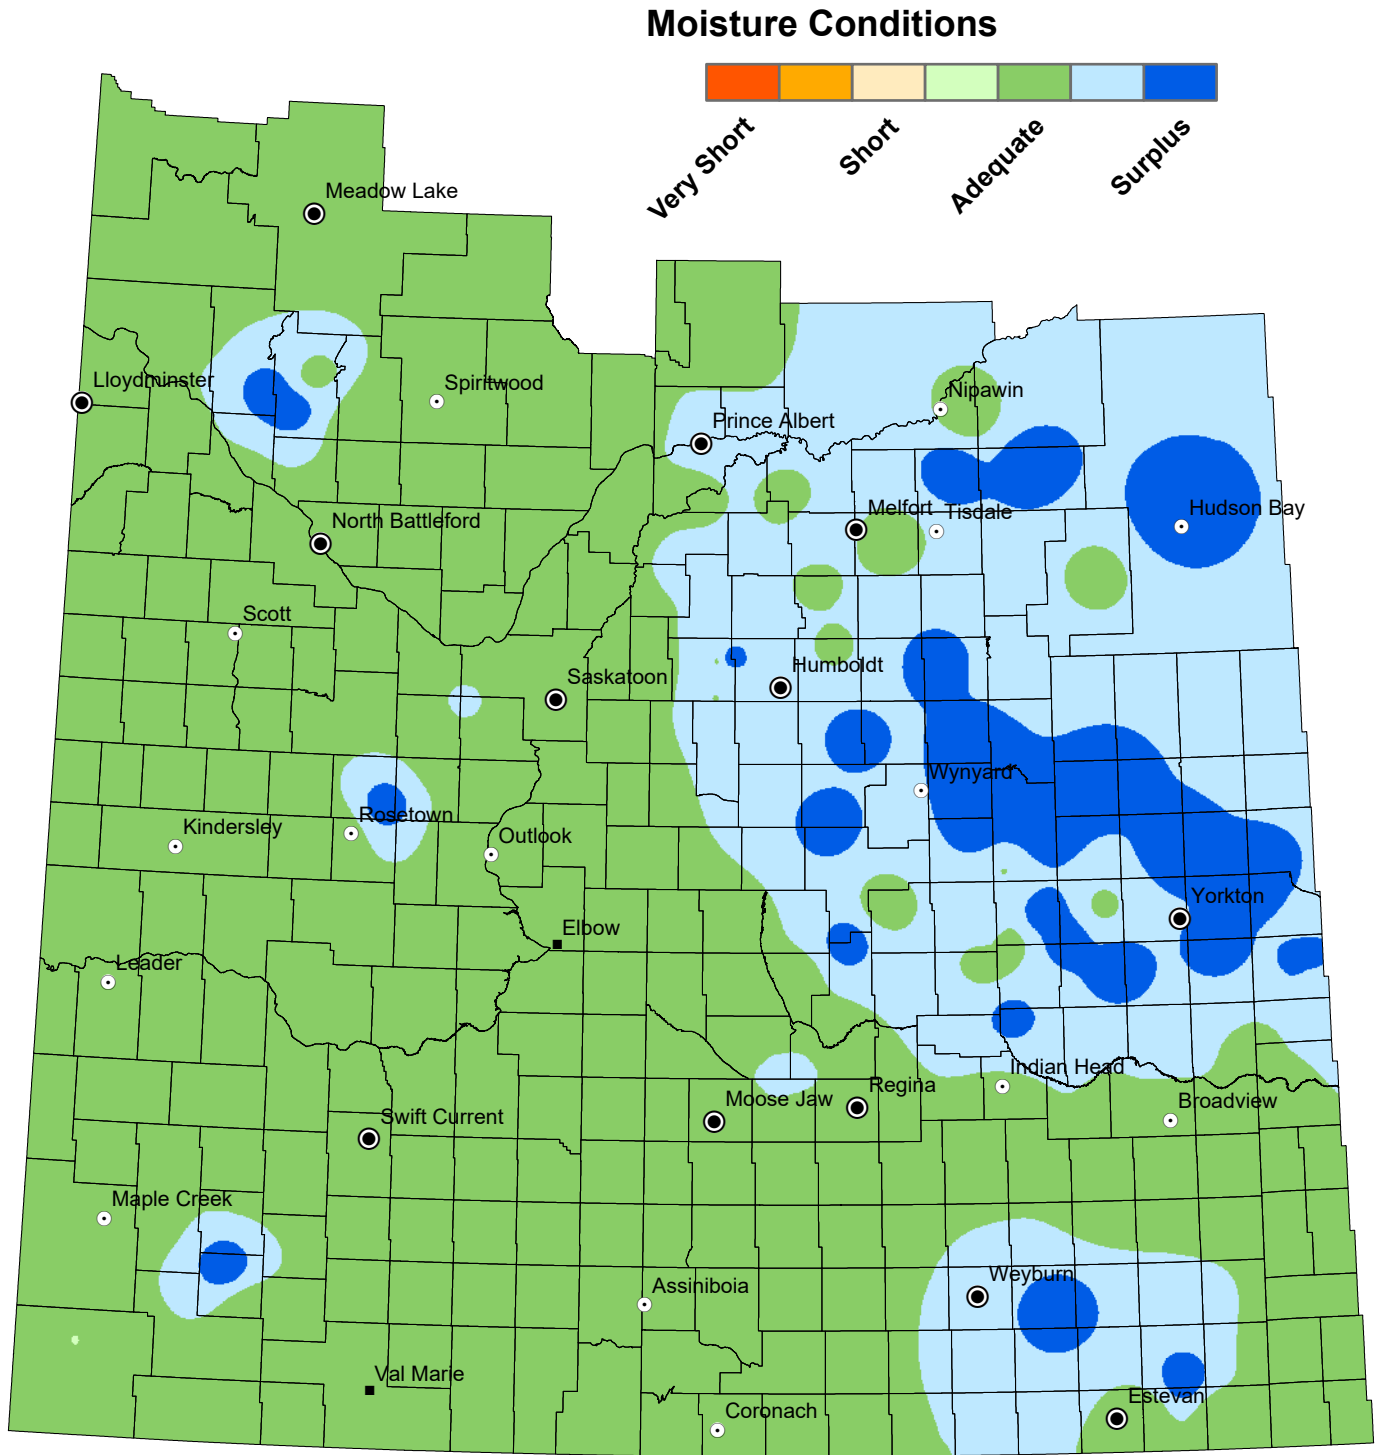 Moisture Conditions
Very Short
Short
Adequate
Surplus
Meadow Lake
Lloydminster
Spiritwood
Nipawin
Prince Albert
Melfort
Tisdale
Hudson Bay
North Battleford
Scott
Humboldt
Saskatoon
Wynyard
Rosetown
Kindersley
Outlook
Yorkton
Elbow
Leader
Indian Head
Regina
Moose Jaw
Broadview
Swift Current
Maple Creek
Weyburn
Assiniboia
Val Marie
Estevan
Coronach